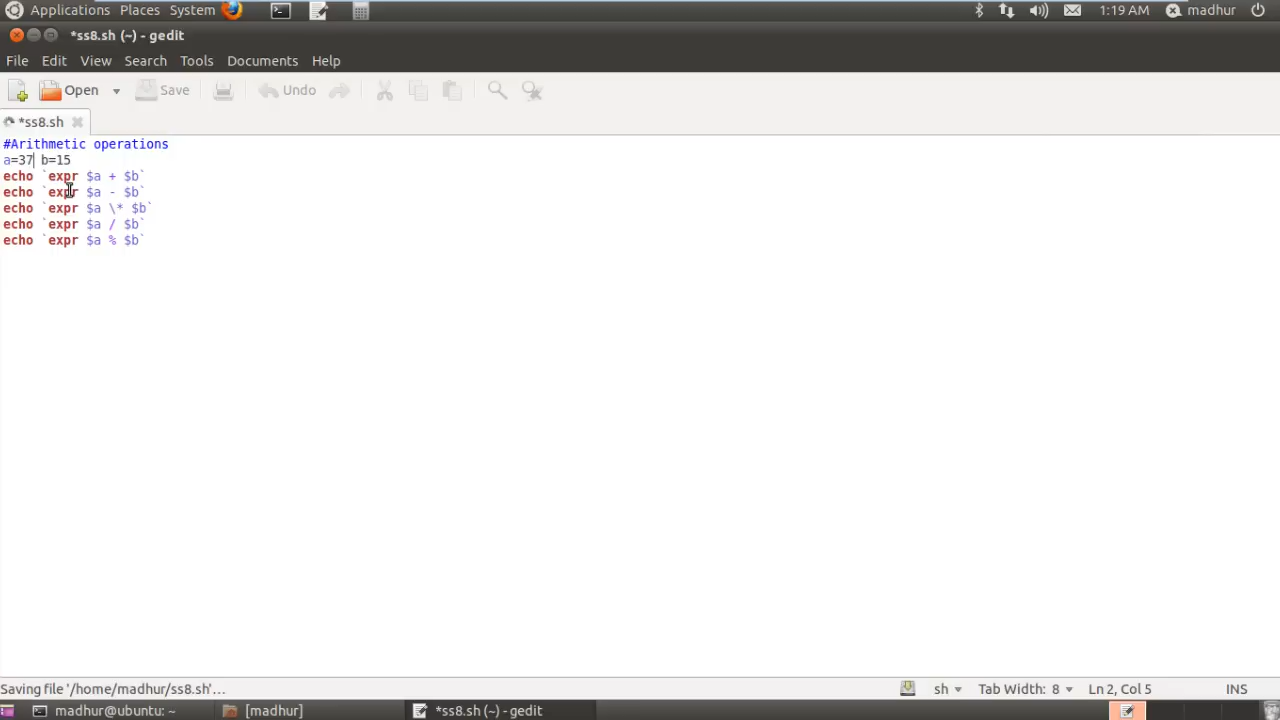 Applications Places System 1:19 AM madhur
*ss8.sh (~) - gedit
File Edit View Search Tools Documents Help
Open Save Undo
*ss8.sh
#Arithmetic operations
a=37 b=15
echo `expr $a + $b`
echo `expr $a - $b`
echo `expr $a \* $b`
echo `expr $a / $b`
echo `expr $a % $b`
Saving file '/home/madhur/ss8.sh'… sh Tab Width: 8 Ln 2, Col 5 INS
madhur@ubuntu: ~ [madhur] *ss8.sh (~) - gedit